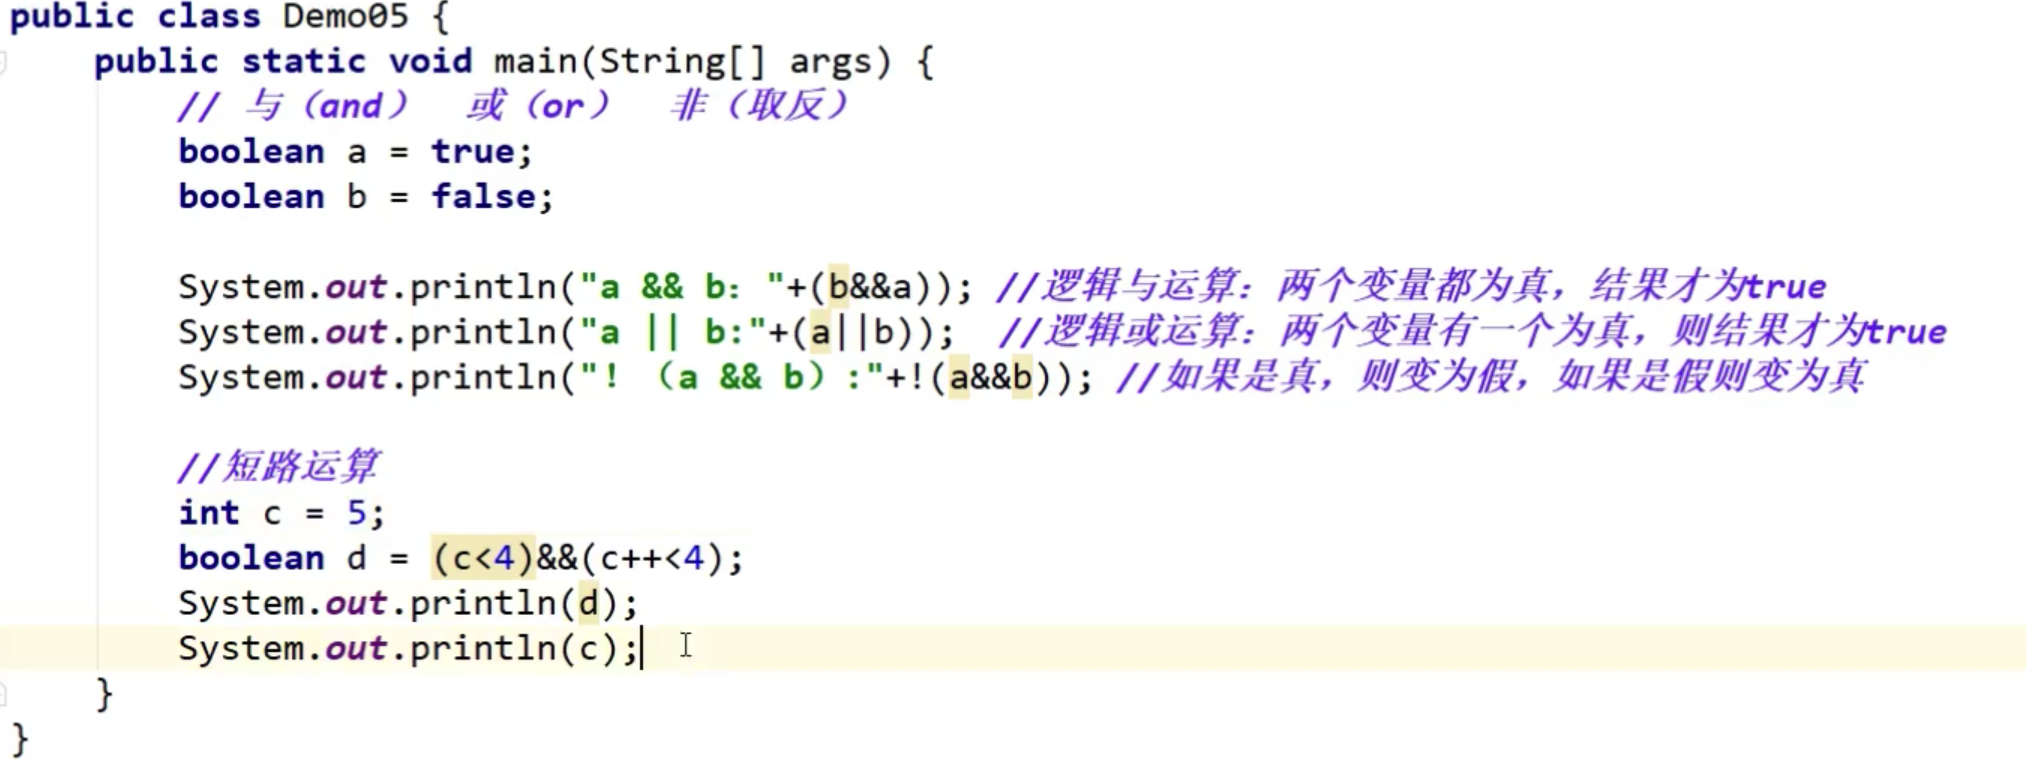 public class Demo05 {
public static void main(String[] args) {
// 与（and） 或（or） 非（取反）
boolean a = true;
boolean b = false;
System.out.println("a && b: "+(b&&a)); //逻辑与运算：两个变量都为真，结果才为true
System.out.println("a || b:"+(a||b)); //逻辑或运算：两个变量有一个为真，则结果才为true
System.out.println("! （a && b）:"+!(a&&b)); //如果是真，则变为假，如果是假则变为真
//短路运算
int c = 5;
boolean d = (c<4)&&(c++<4);
System.out.println(d);
System.out.println(c);
}
}